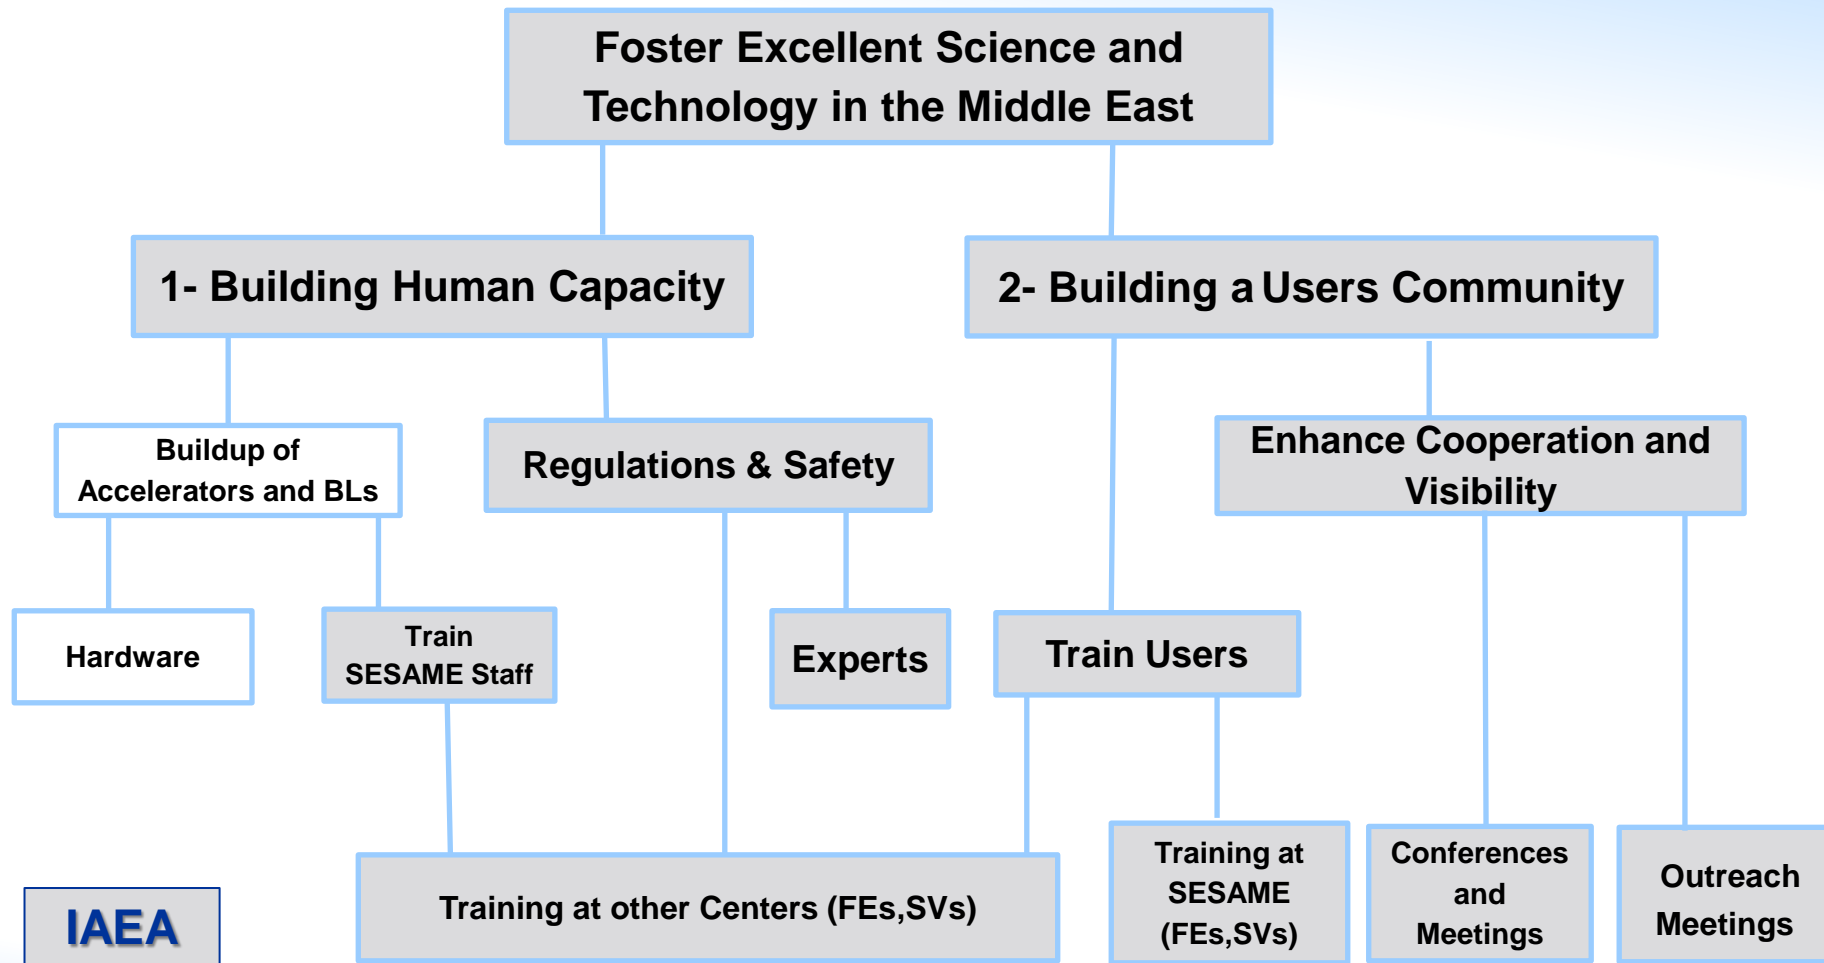 Foster Excellent Science and
Technology in the Middle East
1- Building Human Capacity
2- Building a Users Community
Buildup of
Accelerators and BLs
Regulations & Safety
Enhance Cooperation and
Visibility
Hardware
Train
SESAME Staff
Experts
Train Users
Training at other Centers (FEs,SVs)
Training at
SESAME
(FEs,SVs)
Conferences
and
Meetings
Outreach
Meetings
IAEA